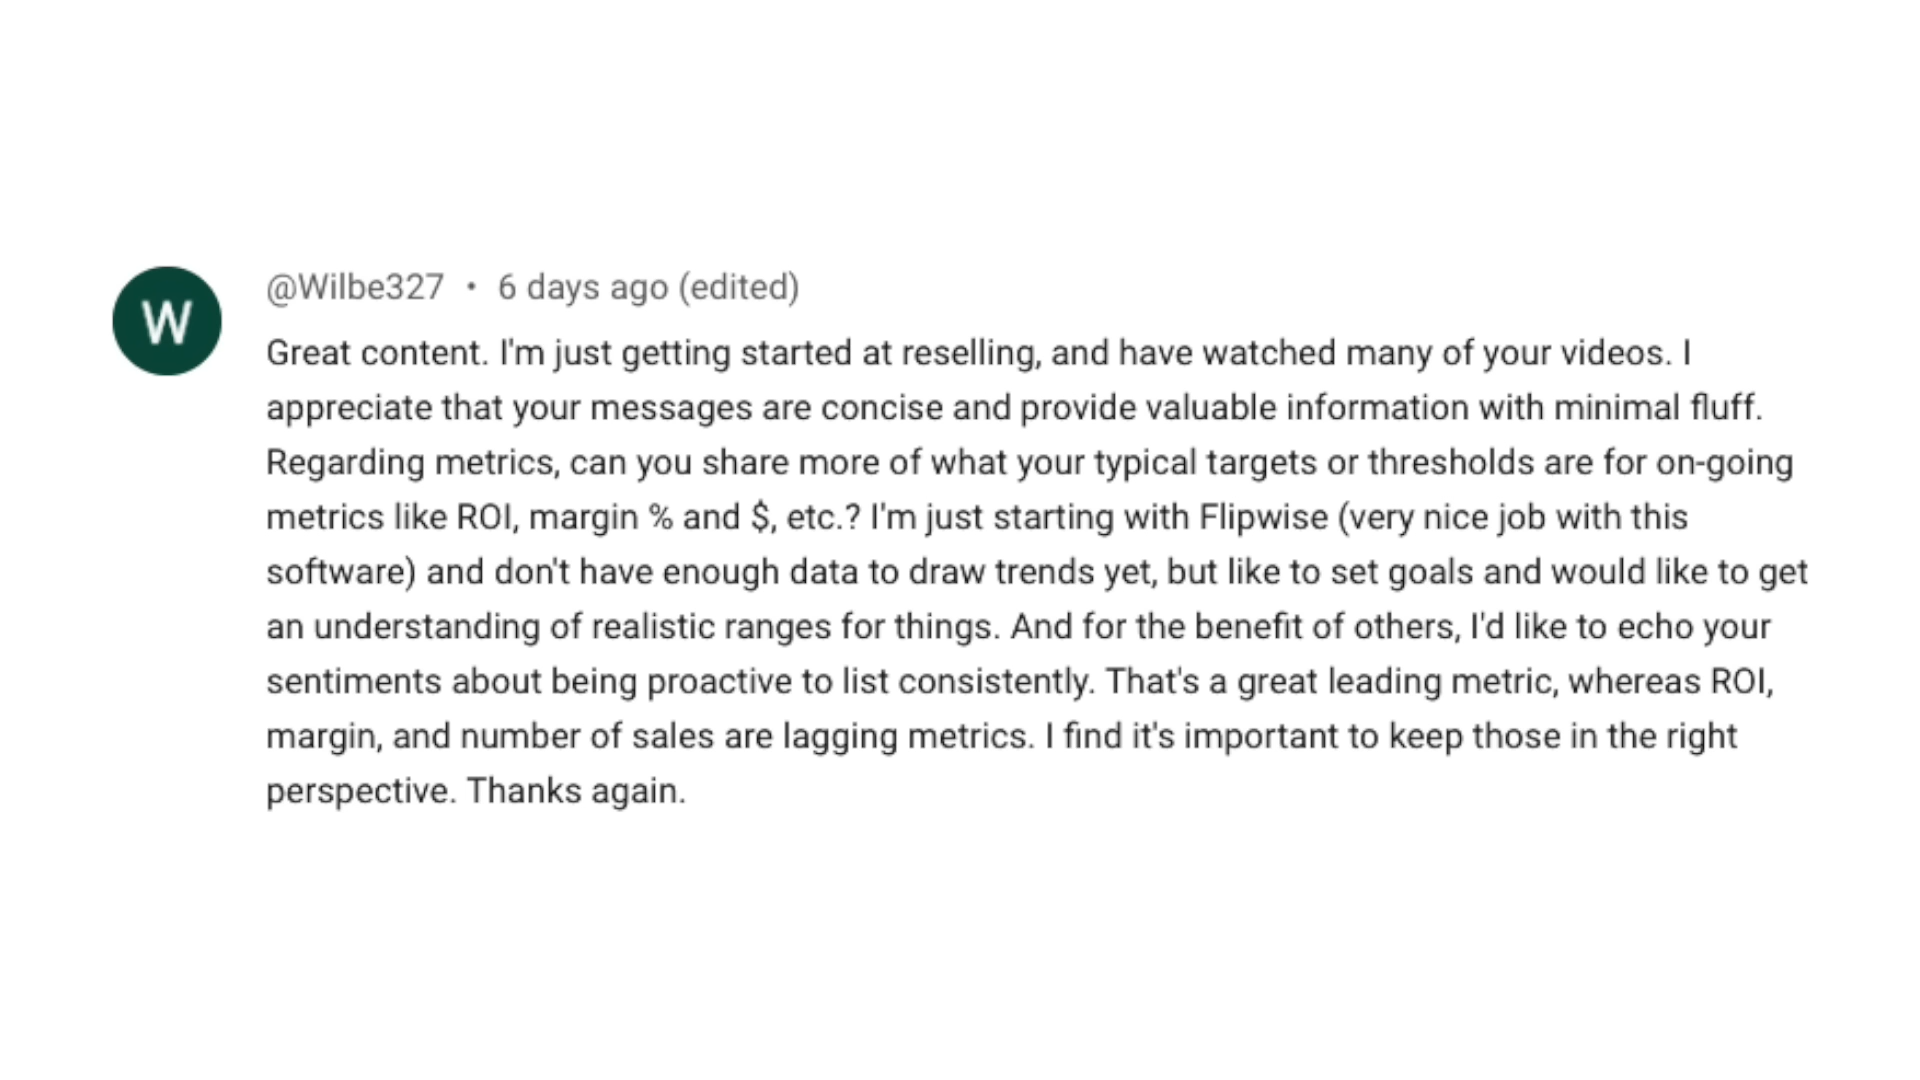 W
@Wilbe327 • 6 days ago (edited)
Great content. I'm just getting started at reselling, and have watched many of your videos. I
appreciate that your messages are concise and provide valuable information with minimal fluff.
Regarding metrics, can you share more of what your typical targets or thresholds are for on-going
metrics like ROI, margin % and $, etc.? I'm just starting with Flipwise (very nice job with this
software) and don't have enough data to draw trends yet, but like to set goals and would like to get
an understanding of realistic ranges for things. And for the benefit of others, I'd like to echo your
sentiments about being proactive to list consistently. That's a great leading metric, whereas ROI,
margin, and number of sales are lagging metrics. I find it's important to keep those in the right
perspective. Thanks again.